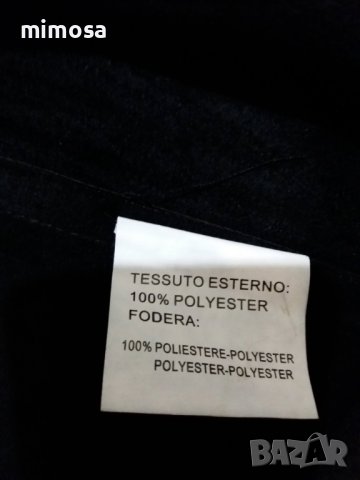 mimosa
TESSUTO ESTERNO:
100% POLYESTER
FODERA:
100% POLIESTERE-POLYESTER
POLYESTER-POLYESTER
BAZAR